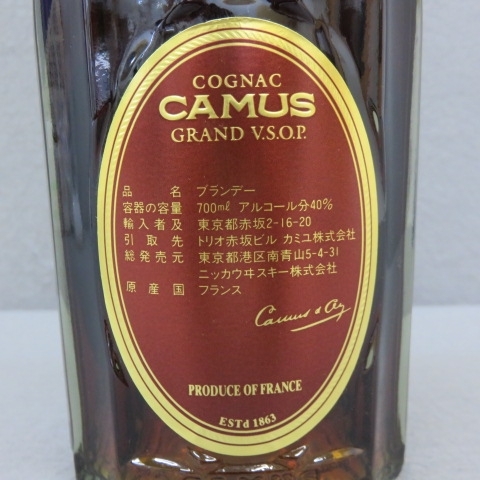 COGNAC
CAMUS
GRAND V.S.O.P.
品名 ブランデー
容器の容量 700ml アルコール分40%
輸入者及 東京都赤坂2-16-20
引取先 トリオ赤坂ビル カミユ株式会社
総発売元 東京都港区南青山5-4-31
ニッカウヰスキー株式会社
原産国 フランス
PRODUCE OF FRANCE
ESTd 1863